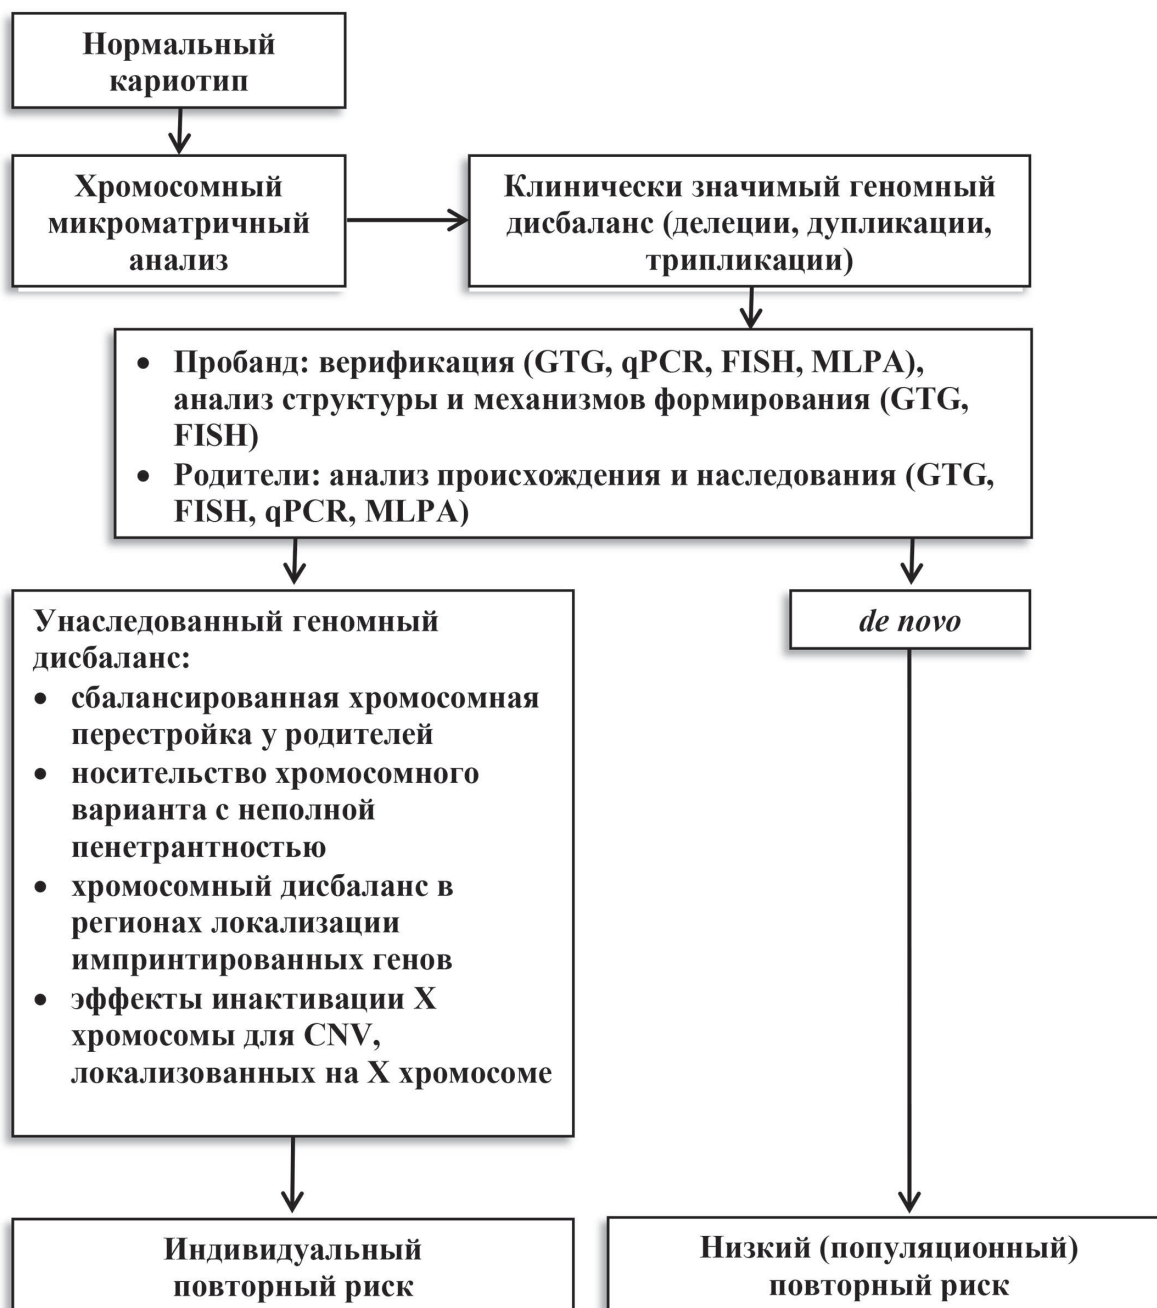 Нормальный
кариотип
Хромосомный
микроматричный
анализ
Клинически значимый геномный
дисбаланс (делеции, дупликации,
трипликации)
• Пробанд: верификация (GTG, qPCR, FISH, MLPA),
анализ структуры и механизмов формирования (GTG,
FISH)
• Родители: анализ происхождения и наследования (GTG,
FISH, qPCR, MLPA)
Унаследованный геномный
дисбаланс:
• сбалансированная хромосомная
перестройка у родителей
• носительство хромосомного
варианта с неполной
пенетрантностью
• хромосомный дисбаланс в
регионах локализации
импринтированных генов
• эффекты инактивации X
хромосомы для CNV,
локализованных на X хромосоме
de novo
Индивидуальный
повторный риск
Низкий (популяционный)
повторный риск